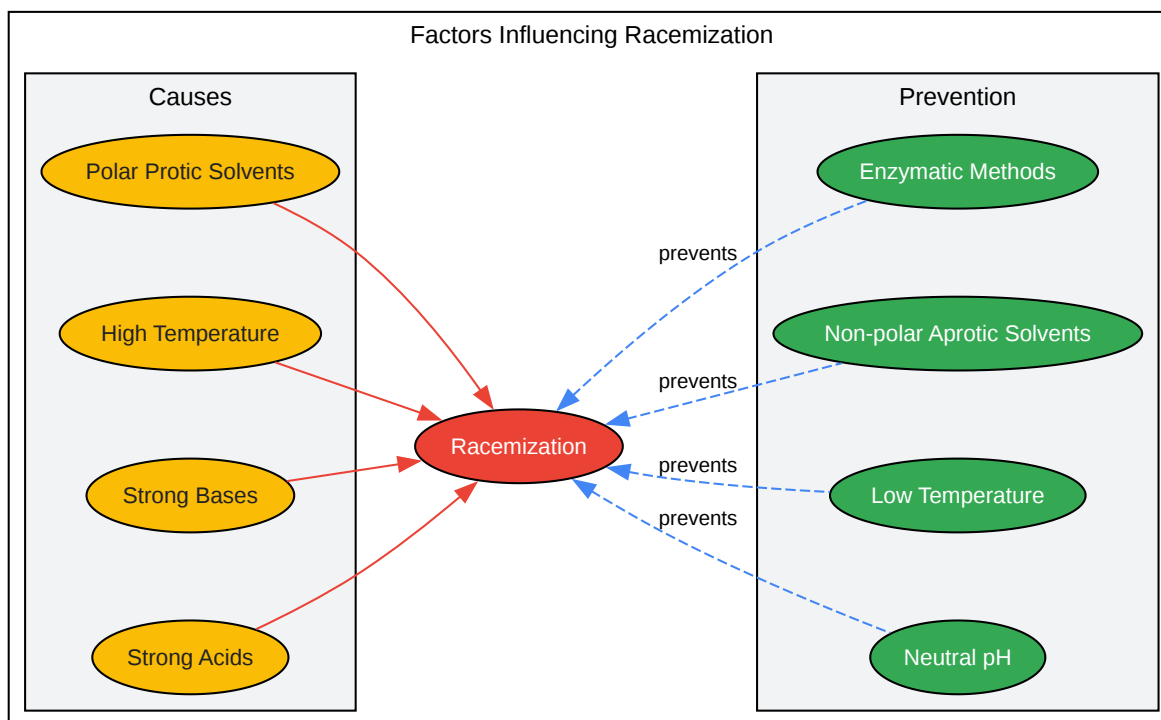 Factors Influencing Racemization
Causes
Polar Protic Solvents
High Temperature
Strong Bases
Strong Acids
Racemization
prevents
prevents
prevents
prevents
Prevention
Enzymatic Methods
Non-polar Aprotic Solvents
Low Temperature
Neutral pH